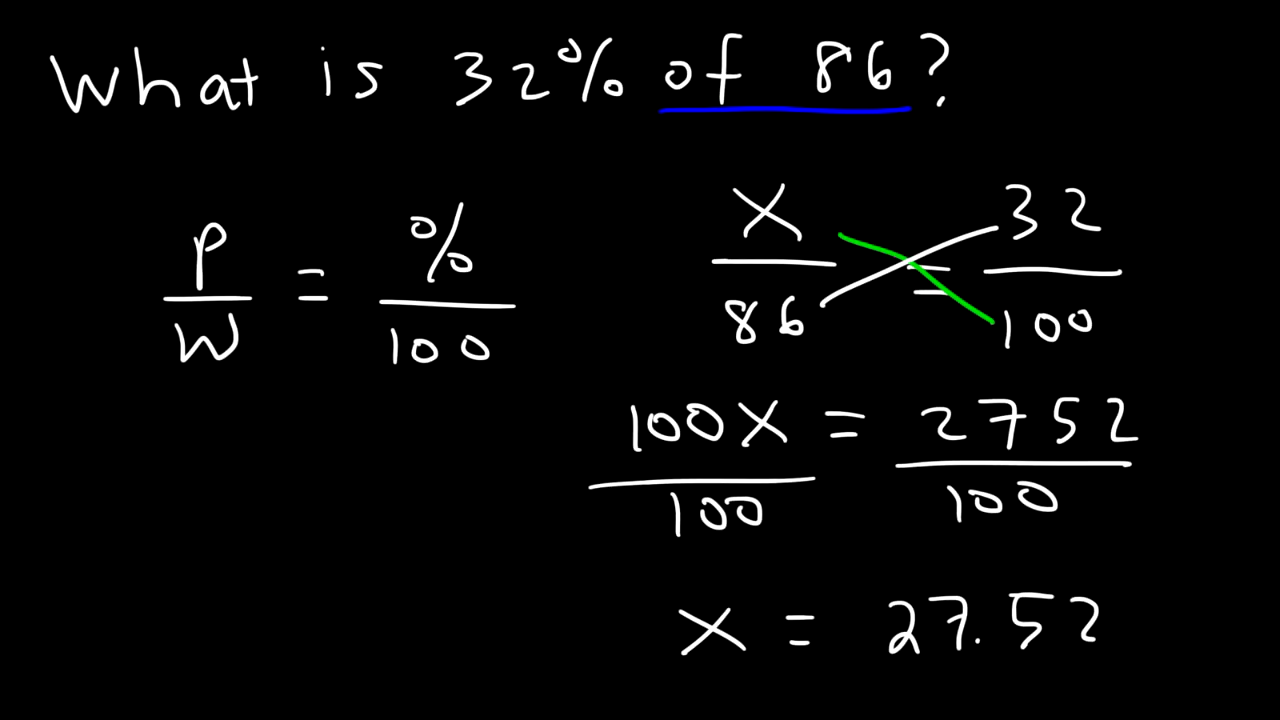 What is 32% of 86?
P/W = %/100
X/86 = 32/100
100X/100 = 2752/100
X = 27.52